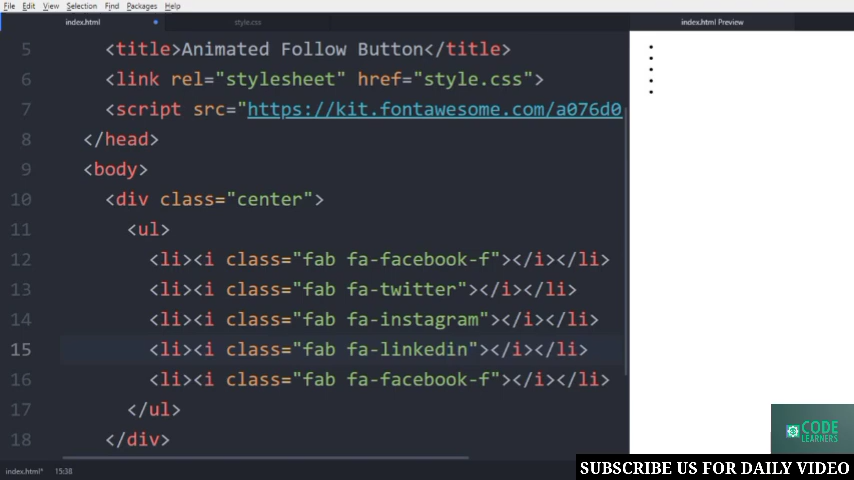 File Edit View Selection Find Packages Help
index.html
style.css
index.html Preview
5 <title>Animated Follow Button</title>
6 <link rel="stylesheet" href="style.css">
7 <script src="https://kit.fontawesome.com/a076d0
8 </head>
9 <body>
10 <div class="center">
11 <ul>
12 <li><i class="fab fa-facebook-f"></i></li>
13 <li><i class="fab fa-twitter"></i></li>
14 <li><i class="fab fa-instagram"></i></li>
15 <li><i class="fab fa-linkedin"></i></li>
16 <li><i class="fab fa-facebook-f"></i></li>
17 </ul>
18 </div>
CODE
LEARNERS
index.html* 15:38
SUBSCRIBE US FOR DAILY VIDEO